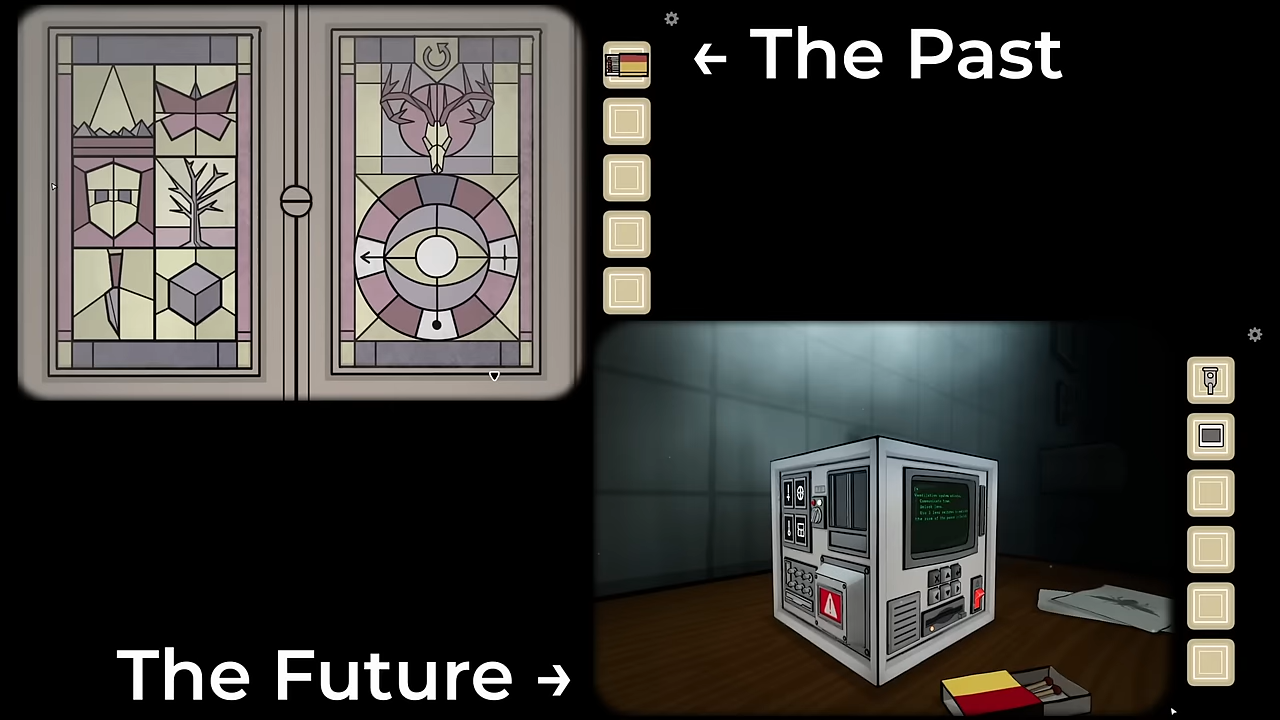 ← The Past
The Future →